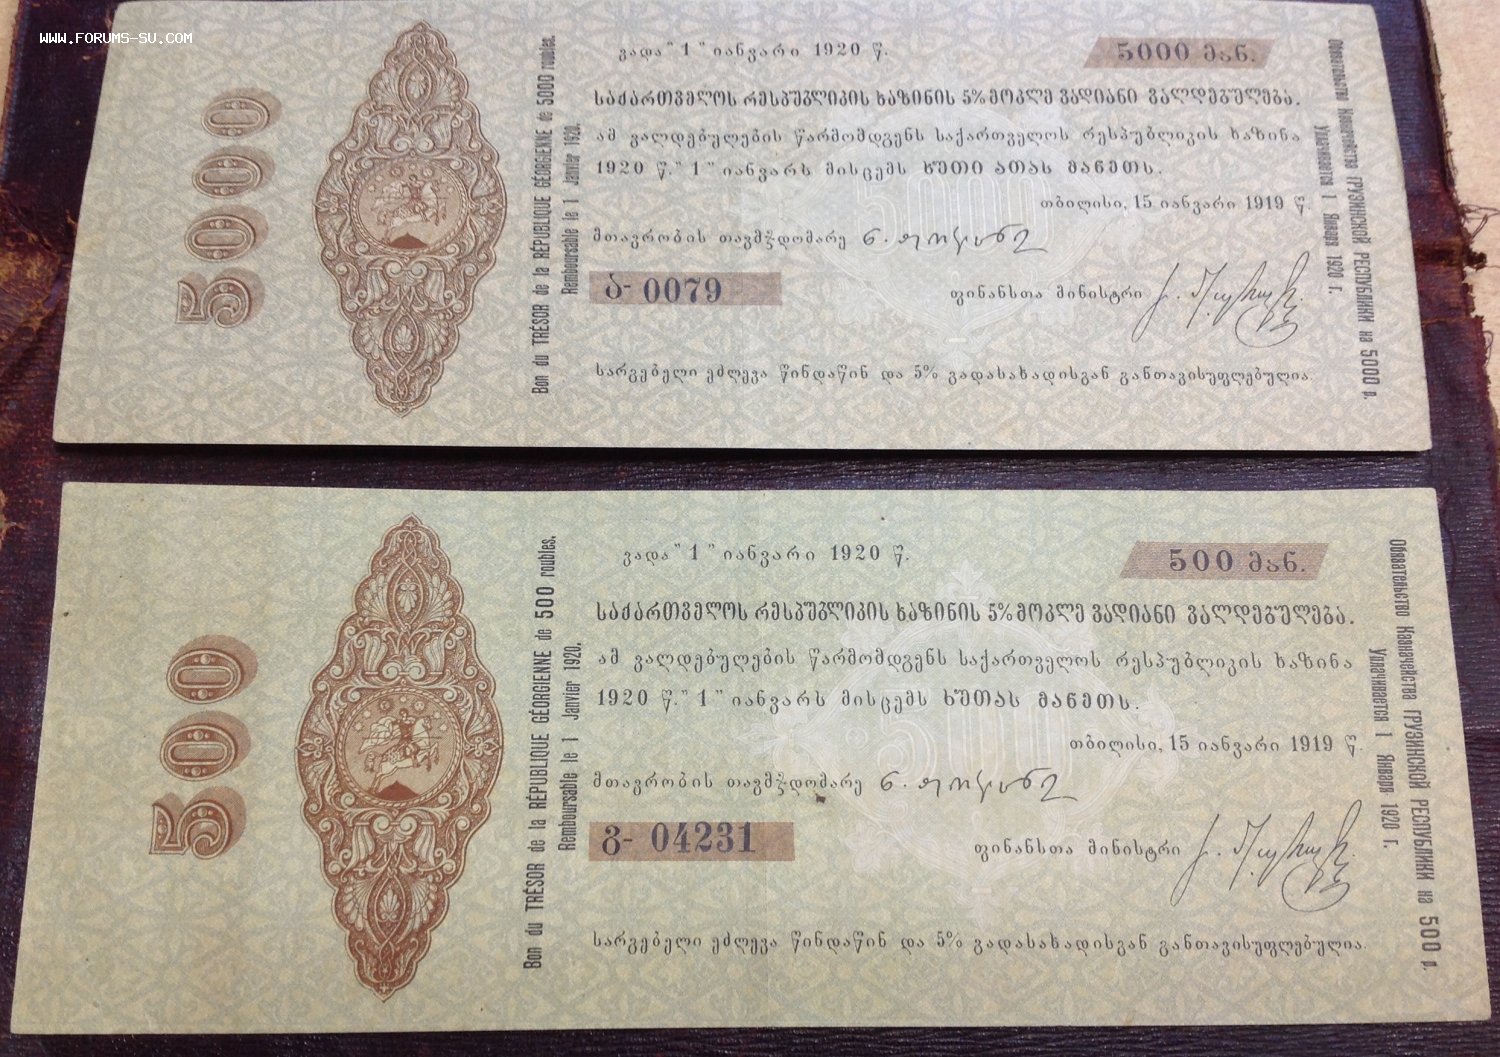 WWW.FORUMS-SU.COM
5000
Bon du TRÉSOR de la RÉPUBLIQUE GÉORGIENNE de 5000 roubles.
Remboursable le 1 Janvier 1920.
ვადა "1" იანვარი 1920 წ.
5000 მან.
საქართველოს რესპუბლიკის ხაზინის 5% მოკლე ვადიანი ვალდებულება.
ამ ვალდებულების წარმომდგენს საქართველოს რესპუბლიკის ხაზინა
1920 წ. "1" იანვარს მისცემს ხუთი ათას მანეთს.
5000
თბილისი, 15 იანვარი 1919 წ.
მთავრობის თავმჯდომარე
ბ- 0079
ფინანსთა მინისტრი
სარგებელი ეძლევა წინდაწინ და 5% გადასახადისგან განთავისუფლებულია.
Обязательство Казначейства ГРУЗИНСКОЙ РЕСПУБЛИКИ на 5000 р.
Уплачивается 1 Января 1920 г.
500
Bon du TRÉSOR de la RÉPUBLIQUE GÉORGIENNE de 500 roubles.
Remboursable le 1 Janvier 1920.
ვადა "1" იანვარი 1920 წ.
500 მან.
საქართველოს რესპუბლიკის ხაზინის 5% მოკლე ვადიანი ვალდებულება.
ამ ვალდებულების წარმომდგენს საქართველოს რესპუბლიკის ხაზინა
1920 წ. "1" იანვარს მისცემს ხუთას მანეთს.
500
თბილისი, 15 იანვარი 1919 წ.
მთავრობის თავმჯდომარე
გ- 04231
ფინანსთა მინისტრი
სარგებელი ეძლევა წინდაწინ და 5% გადასახადისგან განთავისუფლებულია.
Обязательство Казначейства ГРУЗИНСКОЙ РЕСПУБЛИКИ на 500 р.
Уплачивается 1 Января 1920 г.